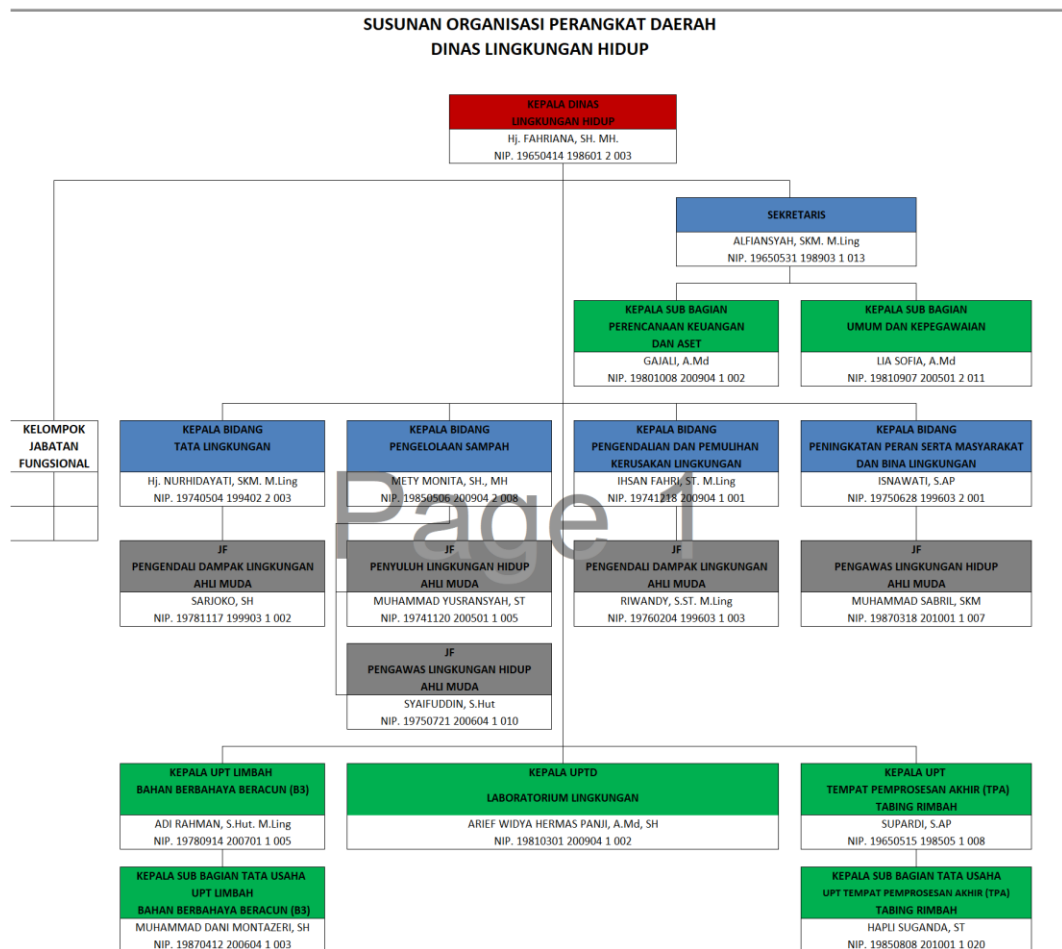 SUSUNAN ORGANISASI PERANGKAT DAERAH
DINAS LINGKUNGAN HIDUP
KEPALA DINAS
LINGKUNGAN HIDUP
Hj. FAHRIANA, SH. MH.
NIP. 19650414 198601 2 003
SEKRETARIS
ALFIANSYAH, SKM. M.Ling
NIP. 19650531 198903 1 013
KEPALA SUB BAGIAN
PERENCANAAN KEUANGAN
DAN ASET
GAJALI, A.Md
NIP. 19801008 200904 1 002
KEPALA SUB BAGIAN
UMUM DAN KEPEGAWAIAN
LIA SOFIA, A.Md
NIP. 19810907 200501 2 011
KELOMPOK
JABATAN
FUNGSIONAL
KEPALA BIDANG
TATA LINGKUNGAN
Hj. NURHIDAYATI, SKM. M.Ling
NIP. 19740504 199402 2 003
KEPALA BIDANG
PENGELOLAAN SAMPAH
METY MONITA, SH., MH
NIP. 19850506 200904 2 008
KEPALA BIDANG
PENGENDALIAN DAN PEMULIHAN
KERUSAKAN LINGKUNGAN
IHSAN FAHRI, ST. M.Ling
NIP. 19741218 200904 1 001
KEPALA BIDANG
PENINGKATAN PERAN SERTA MASYARAKAT
DAN BINA LINGKUNGAN
ISNAWATI, S.AP
NIP. 19750628 199603 2 001
Page 1
JF
PENGENDALI DAMPAK LINGKUNGAN
AHLI MUDA
SARJOKO, SH
NIP. 19781117 199903 1 002
JF
PENYULUH LINGKUNGAN HIDUP
AHLI MUDA
MUHAMMAD YUSRANSYAH, ST
NIP. 19741120 200501 1 005
JF
PENGENDALI DAMPAK LINGKUNGAN
AHLI MUDA
RIWANDY, S.ST. M.Ling
NIP. 19760204 199603 1 003
JF
PENGAWAS LINGKUNGAN HIDUP
AHLI MUDA
MUHAMMAD SABRIL, SKM
NIP. 19870318 201001 1 007
JF
PENGAWAS LINGKUNGAN HIDUP
AHLI MUDA
SYAIFUDDIN, S.Hut
NIP. 19750721 200604 1 010
KEPALA UPT LIMBAH
BAHAN BERBAHAYA BERACUN (B3)
ADI RAHMAN, S.Hut. M.Ling
NIP. 19780914 200701 1 005
KEPALA UPTD
LABORATORIUM LINGKUNGAN
ARIEF WIDYA HERMAS PANJI, A.Md, SH
NIP. 19810301 200904 1 002
KEPALA UPT
TEMPAT PEMPROSESAN AKHIR (TPA)
TABING RIMBAH
SUPARDI, S.AP
NIP. 19650515 198505 1 008
KEPALA SUB BAGIAN TATA USAHA
UPT LIMBAH
BAHAN BERBAHAYA BERACUN (B3)
MUHAMMAD DANI MONTAZERI, SH
NIP. 19870412 200604 1 003
KEPALA SUB BAGIAN TATA USAHA
UPT TEMPAT PEMPROSESAN AKHIR (TPA)
TABING RIMBAH
HAPLI SUGANDA, ST
NIP. 19850808 201001 1 020